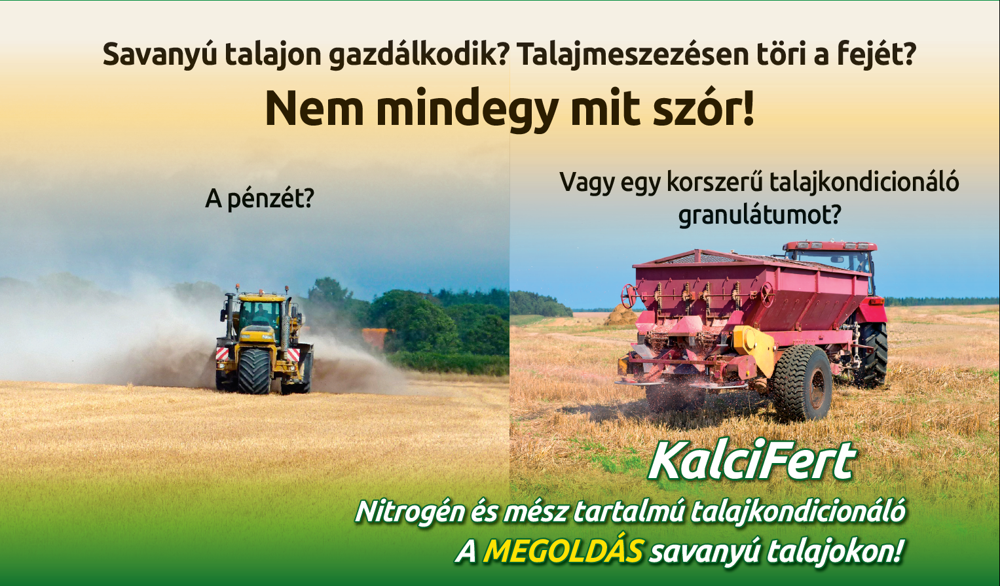 Savanyú talajon gazdálkodik? Talajmeszezésen töri a fejét?
Nem mindegy mit szór!
A pénzét?
Vagy egy korszerű talajkondicionáló
granulátumot?
KalciFert
Nitrogén és mész tartalmú talajkondicionáló
A MEGOLDÁS savanyú talajokon!